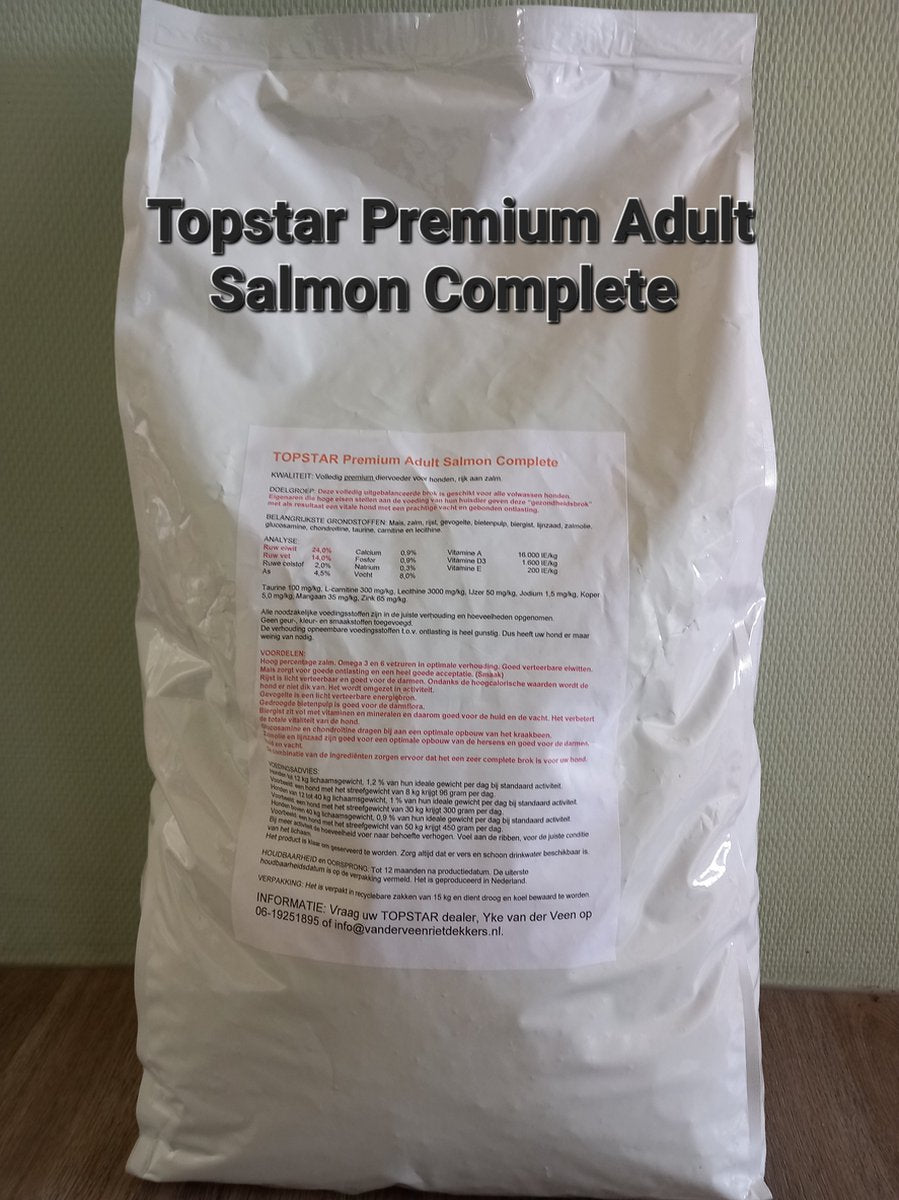 Topstar Premium Adult
Salmon Complete
TOPSTAR Premium Adult Salmon Complete
KWALITEIT: Volledig premium diervoeder voor honden, rijk aan zalm.
DOELGROEP: Deze volledig uitgebalanceerde brok is geschikt voor alle volwassen honden.
Eigenaren die hoge eisen stellen aan de voeding van hun huisdier geven deze "gezondheidsbrok"
met als resultaat een vitale hond met een prachtige vacht en gebonden ontlasting.
BELANGRIJKSTE GRONDSTOFFEN: Mais, zalm, rijst, gevogelte, bietenpulp, biergist, lijnzaad, zalmolie,
glucosamine, chondroitine, taurine, carnitine en lecithine.
ANALYSE:
Ruw eiwit 24,0% Calcium 0,9% Vitamine A 16.000 IE/kg
Ruw vet 14,0% Fosfor 0,9% Vitamine D3 1.600 IE/kg
Ruwe celstof 2,0% Natrium 0,3% Vitamine E 200 IE/kg
As 4,5% Vocht 8,0%
Taurine 100 mg/kg, L-carnitine 300 mg/kg, Lecithine 3000 mg/kg, IJzer 50 mg/kg, Jodium 1,5 mg/kg, Koper
5,0 mg/kg, Mangaan 35 mg/kg, Zink 65 mg/kg.
Alle noodzakelijke voedingsstoffen zijn in de juiste verhouding en hoeveelheden opgenomen.
Geen geur-, kleur- en smaakstoffen toegevoegd.
De verhouding opneembare voedingsstoffen t.o.v. ontlasting is heel gunstig. Dus heeft uw hond er maar
weinig van nodig.
VOORDELEN:
Hoog percentage zalm. Omega 3 en 6 vetzuren in optimale verhouding. Goed verteerbare eiwitten.
Mais zorgt voor goede ontlasting en een heel goede acceptatie. (Smaak)
Rijst is licht verteerbaar en goed voor de darmen. Ondanks de hoogcalorische waarden wordt de
hond er niet dik van. Het wordt omgezet in activiteit.
Gevogelte is een licht verteerbare energiebron.
Gedroogde bietenpulp is goed voor de darmflora.
Biergist zit vol met vitaminen en mineralen en daarom goed voor de huid en de vacht. Het verbetert
de totale vitaliteit van de hond.
Glucosamine en chondroitine dragen bij aan een optimale opbouw van het kraakbeen.
Zalmolie en lijnzaad zijn goed voor een optimale opbouw van de hersens en goed voor de darmen,
huid en vacht.
De combinatie van de ingrediënten zorgen ervoor dat het een zeer complete brok is voor uw hond.
VOEDINGSADVIES:
Honden tot 12 kg lichaamsgewicht, 1,2 % van hun ideale gewicht per dag bij standaard activiteit.
Voorbeeld: een hond met het streefgewicht van 8 kg krijgt 96 gram per dag.
Honden van 12 tot 40 kg lichaamsgewicht, 1 % van hun ideale gewicht per dag bij standaard activiteit.
Voorbeeld: een hond met het streefgewicht van 30 kg krijgt 300 gram per dag.
Honden boven 40 kg lichaamsgewicht, 0,9 % van hun ideale gewicht per dag bij standaard activiteit.
Voorbeeld: een hond met het streefgewicht van 50 kg krijgt 450 gram per dag.
Bij meer activiteit de hoeveelheid voer naar behoefte verhogen. Voel aan de ribben, voor de juiste conditie
van het lichaam.
Het product is klaar om geserveerd te worden. Zorg altijd dat er vers en schoon drinkwater beschikbaar is.
HOUDBAARHEID en OORSPRONG: Tot 12 maanden na productiedatum. De uiterste
houdbaarheidsdatum is op de verpakking vermeld. Het is geproduceerd in Nederland.
VERPAKKING: Het is verpakt in recyclebare zakken van 15 kg en dient droog en koel bewaard te worden.
INFORMATIE: Vraag uw TOPSTAR dealer, Yke van der Veen op
06-19251895 of info@vanderveenrietdekkers.nl.